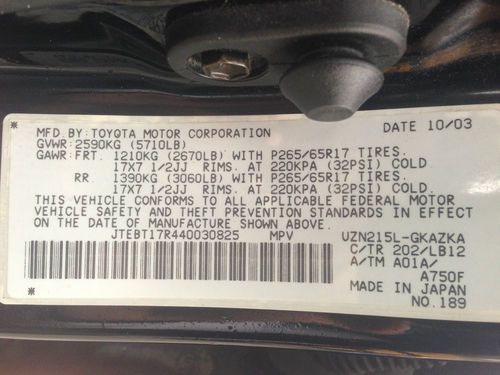 MFD.BY:TOYOTA MOTOR CORPORATION DATE 10/03
GVWR:2590KG (5710LB)
GAWR:FRT. 1210KG (2670LB) WITH P265/65R17 TIRES.
17X7 1/2JJ RIMS. AT 220KPA (32PSI) COLD
RR. 1390KG (3060LB) WITH P265/65R17 TIRES.
17X7 1/2JJ RIMS. AT 220KPA (32PSI) COLD
THIS VEHICLE CONFORMS TO ALL APPLICABLE FEDERAL MOTOR
VEHICLE SAFETY AND THEFT PREVENTION STANDARDS IN EFFECT
ON THE DATE OF MANUFACTURE SHOWN ABOVE.
JTEBT17R440030825 MPV UZN215L-GKAZKA
C/TR 202/LB12
A/TM A01A/
A750F
MADE IN JAPAN
NO.189